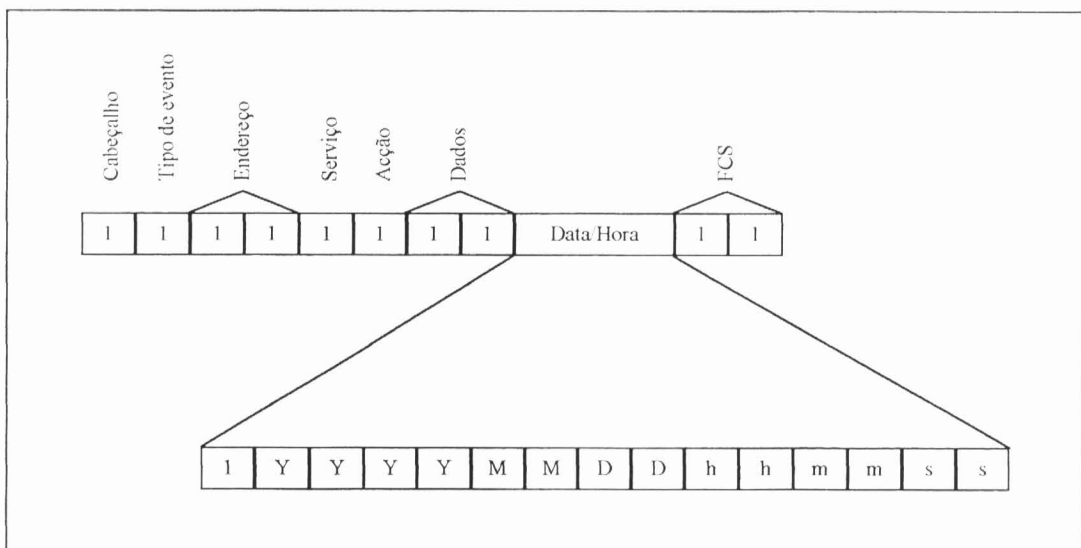 Cabeçalho
Tipo de evento
Endereço
Serviço
Acção
Dados
FCS
1 1 1 1 1 1 1 1 Data/Hora 1 1
1 Y Y Y Y M M D D h h m m s s